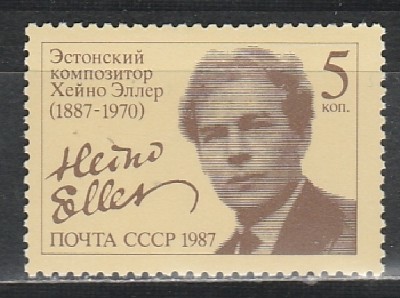 Эстонский
композитор
Хейно Эллер
(1887-1970)
5
коп.
Heino
Eller
ПОЧТА СССР 1987